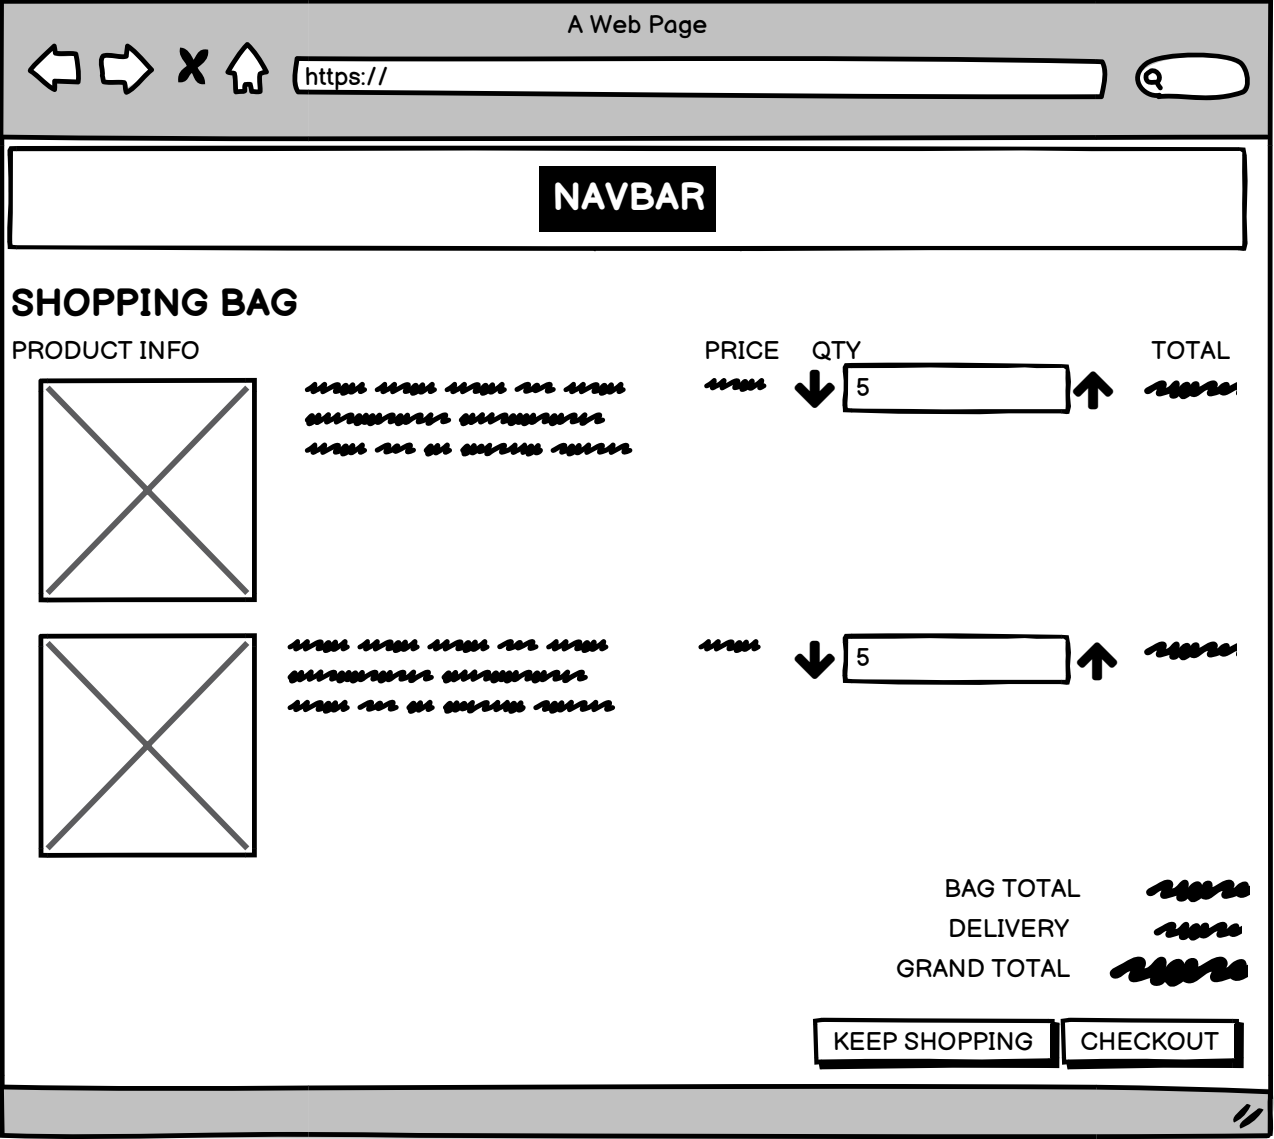 A Web Page
https://
NAVBAR
SHOPPING BAG
PRODUCT INFO PRICE QTY TOTAL
5
5
BAG TOTAL
DELIVERY
GRAND TOTAL
KEEP SHOPPING CHECKOUT